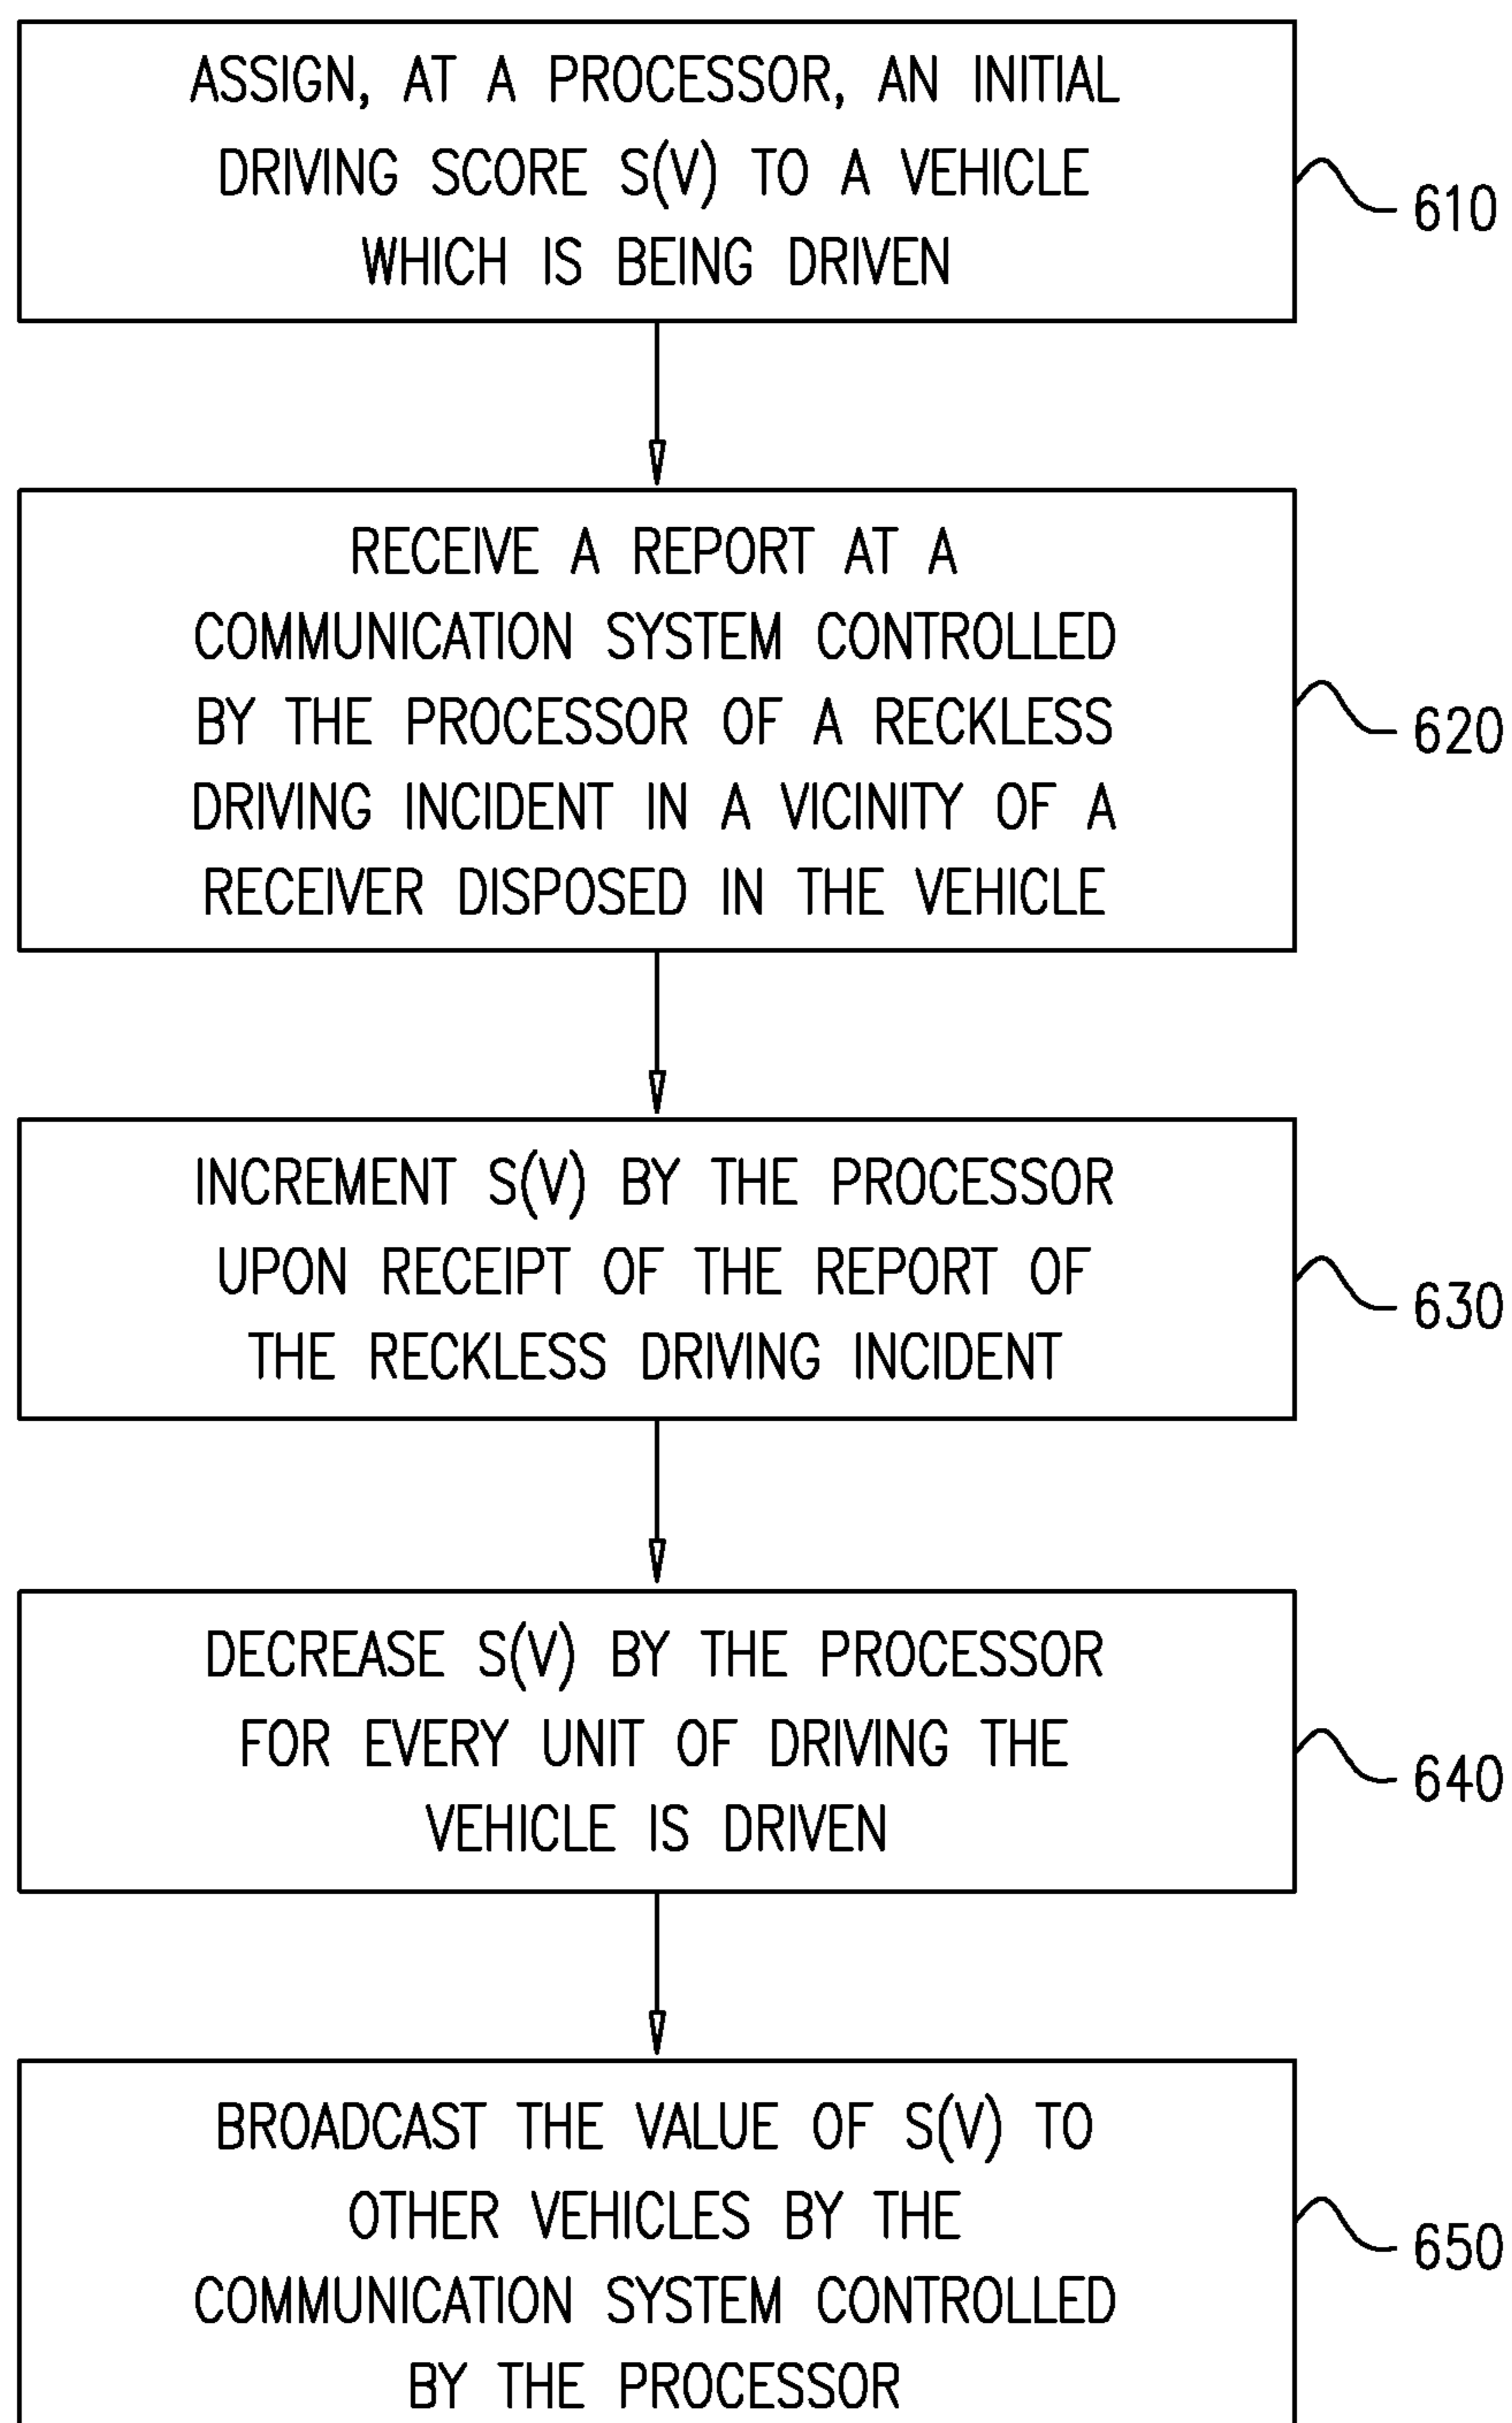 ASSIGN, AT A PROCESSOR, AN INITIAL
DRIVING SCORE S(V) TO A VEHICLE
WHICH IS BEING DRIVEN
610
RECEIVE A REPORT AT A
COMMUNICATION SYSTEM CONTROLLED
BY THE PROCESSOR OF A RECKLESS
DRIVING INCIDENT IN A VICINITY OF A
RECEIVER DISPOSED IN THE VEHICLE
620
INCREMENT S(V) BY THE PROCESSOR
UPON RECEIPT OF THE REPORT OF
THE RECKLESS DRIVING INCIDENT
630
DECREASE S(V) BY THE PROCESSOR
FOR EVERY UNIT OF DRIVING THE
VEHICLE IS DRIVEN
640
BROADCAST THE VALUE OF S(V) TO
OTHER VEHICLES BY THE
COMMUNICATION SYSTEM CONTROLLED
BY THE PROCESSOR
650